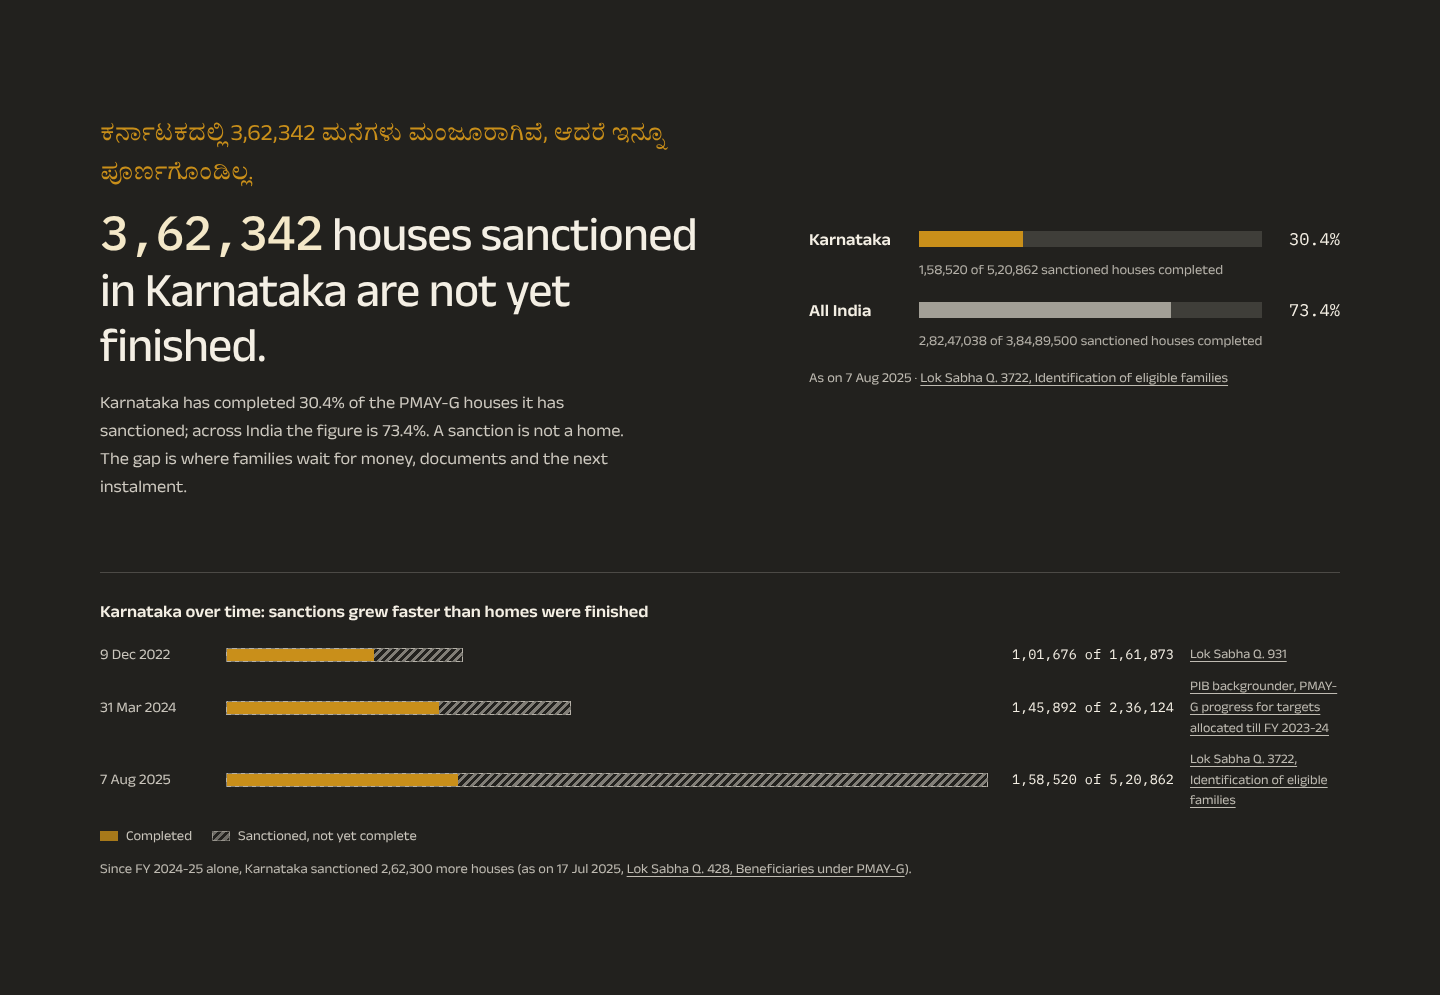 ಕರ್ನಾಟಕದಲ್ಲಿ 3,62,342 ಮನೆಗಳು ಮಂಜೂರಾಗಿವೆ, ಆದರೆ ಇನ್ನೂ
ಪೂರ್ಣಗೊಂಡಿಲ್ಲ.
3,62,342 houses sanctioned
in Karnataka are not yet
finished.
Karnataka has completed 30.4% of the PMAY-G houses it has
sanctioned; across India the figure is 73.4%. A sanction is not a home.
The gap is where families wait for money, documents and the next
instalment.
Karnataka 30.4%
1,58,520 of 5,20,862 sanctioned houses completed
All India 73.4%
2,82,47,038 of 3,84,89,500 sanctioned houses completed
As on 7 Aug 2025 · Lok Sabha Q. 3722, Identification of eligible families
Karnataka over time: sanctions grew faster than homes were finished
9 Dec 2022 1,01,676 of 1,61,873 Lok Sabha Q. 931
31 Mar 2024 1,45,892 of 2,36,124 PIB backgrounder, PMAY-
G progress for targets
allocated till FY 2023-24
7 Aug 2025 1,58,520 of 5,20,862 Lok Sabha Q. 3722,
Identification of eligible
families
Completed Sanctioned, not yet complete
Since FY 2024-25 alone, Karnataka sanctioned 2,62,300 more houses (as on 17 Jul 2025, Lok Sabha Q. 428, Beneficiaries under PMAY-G).